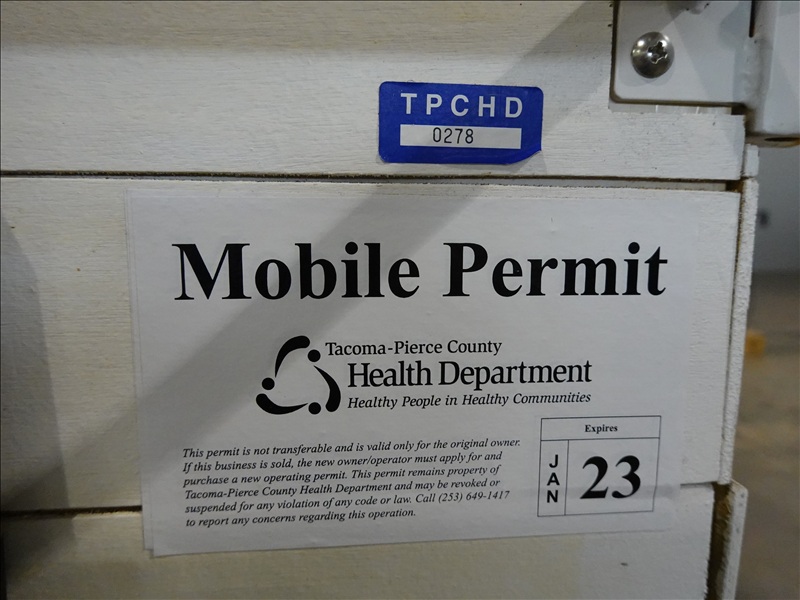 TPCHD
0278
Mobile Permit
Tacoma-Pierce County
Health Department
Healthy People in Healthy Communities
This permit is not transferable and is valid only for the original owner.
If this business is sold, the new owner/operator must apply for and
purchase a new operating permit. This permit remains property of
Tacoma-Pierce County Health Department and may be revoked or
suspended for any violation of any code or law. Call (253) 649-1417
to report any concerns regarding this operation.
Expires
JAN
23